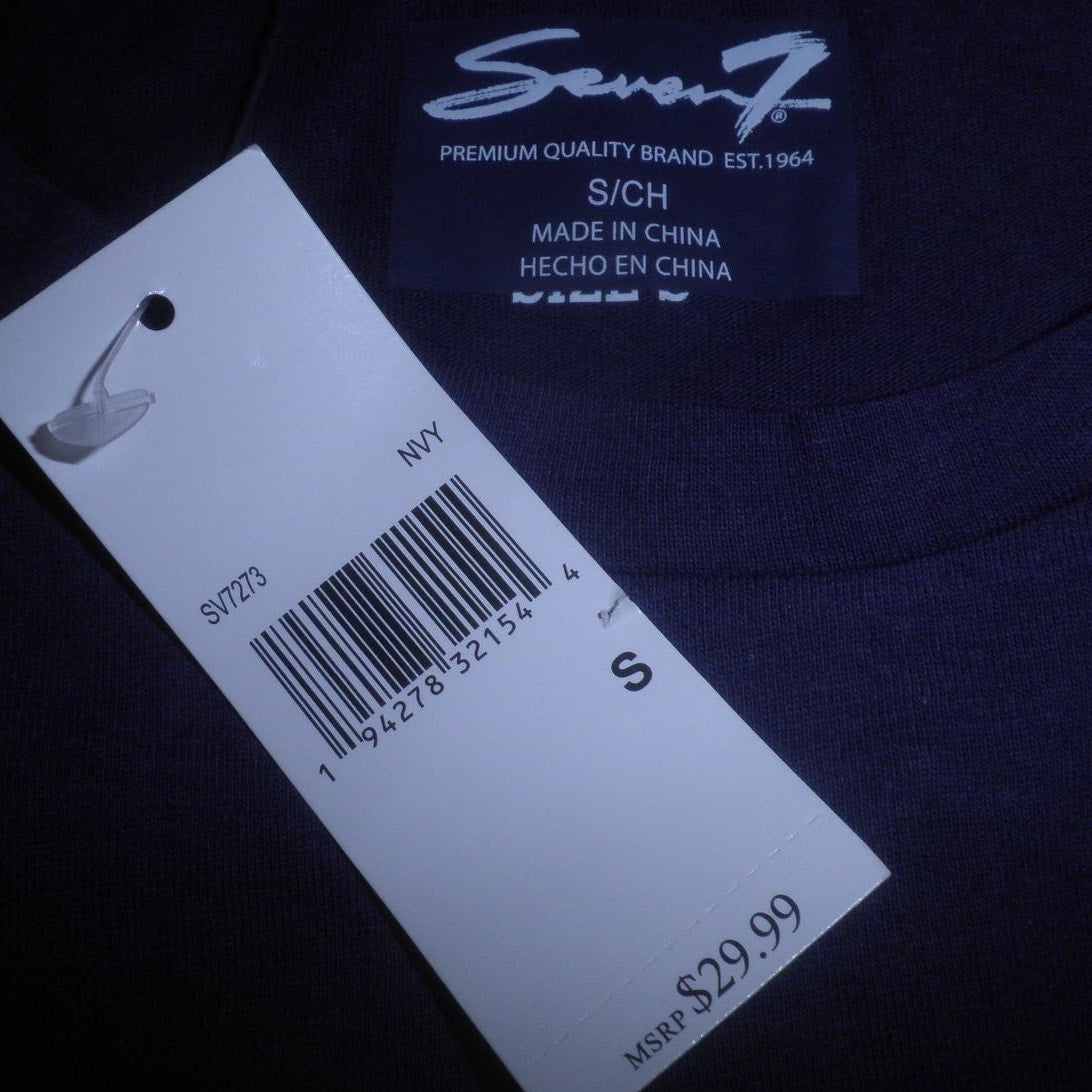 Seven7®
PREMIUM QUALITY BRAND EST.1964
S/CH
MADE IN CHINA
HECHO EN CHINA
SIZE S
NVY
SV7273
1 94278 32154 4
S
MSRP $29.99